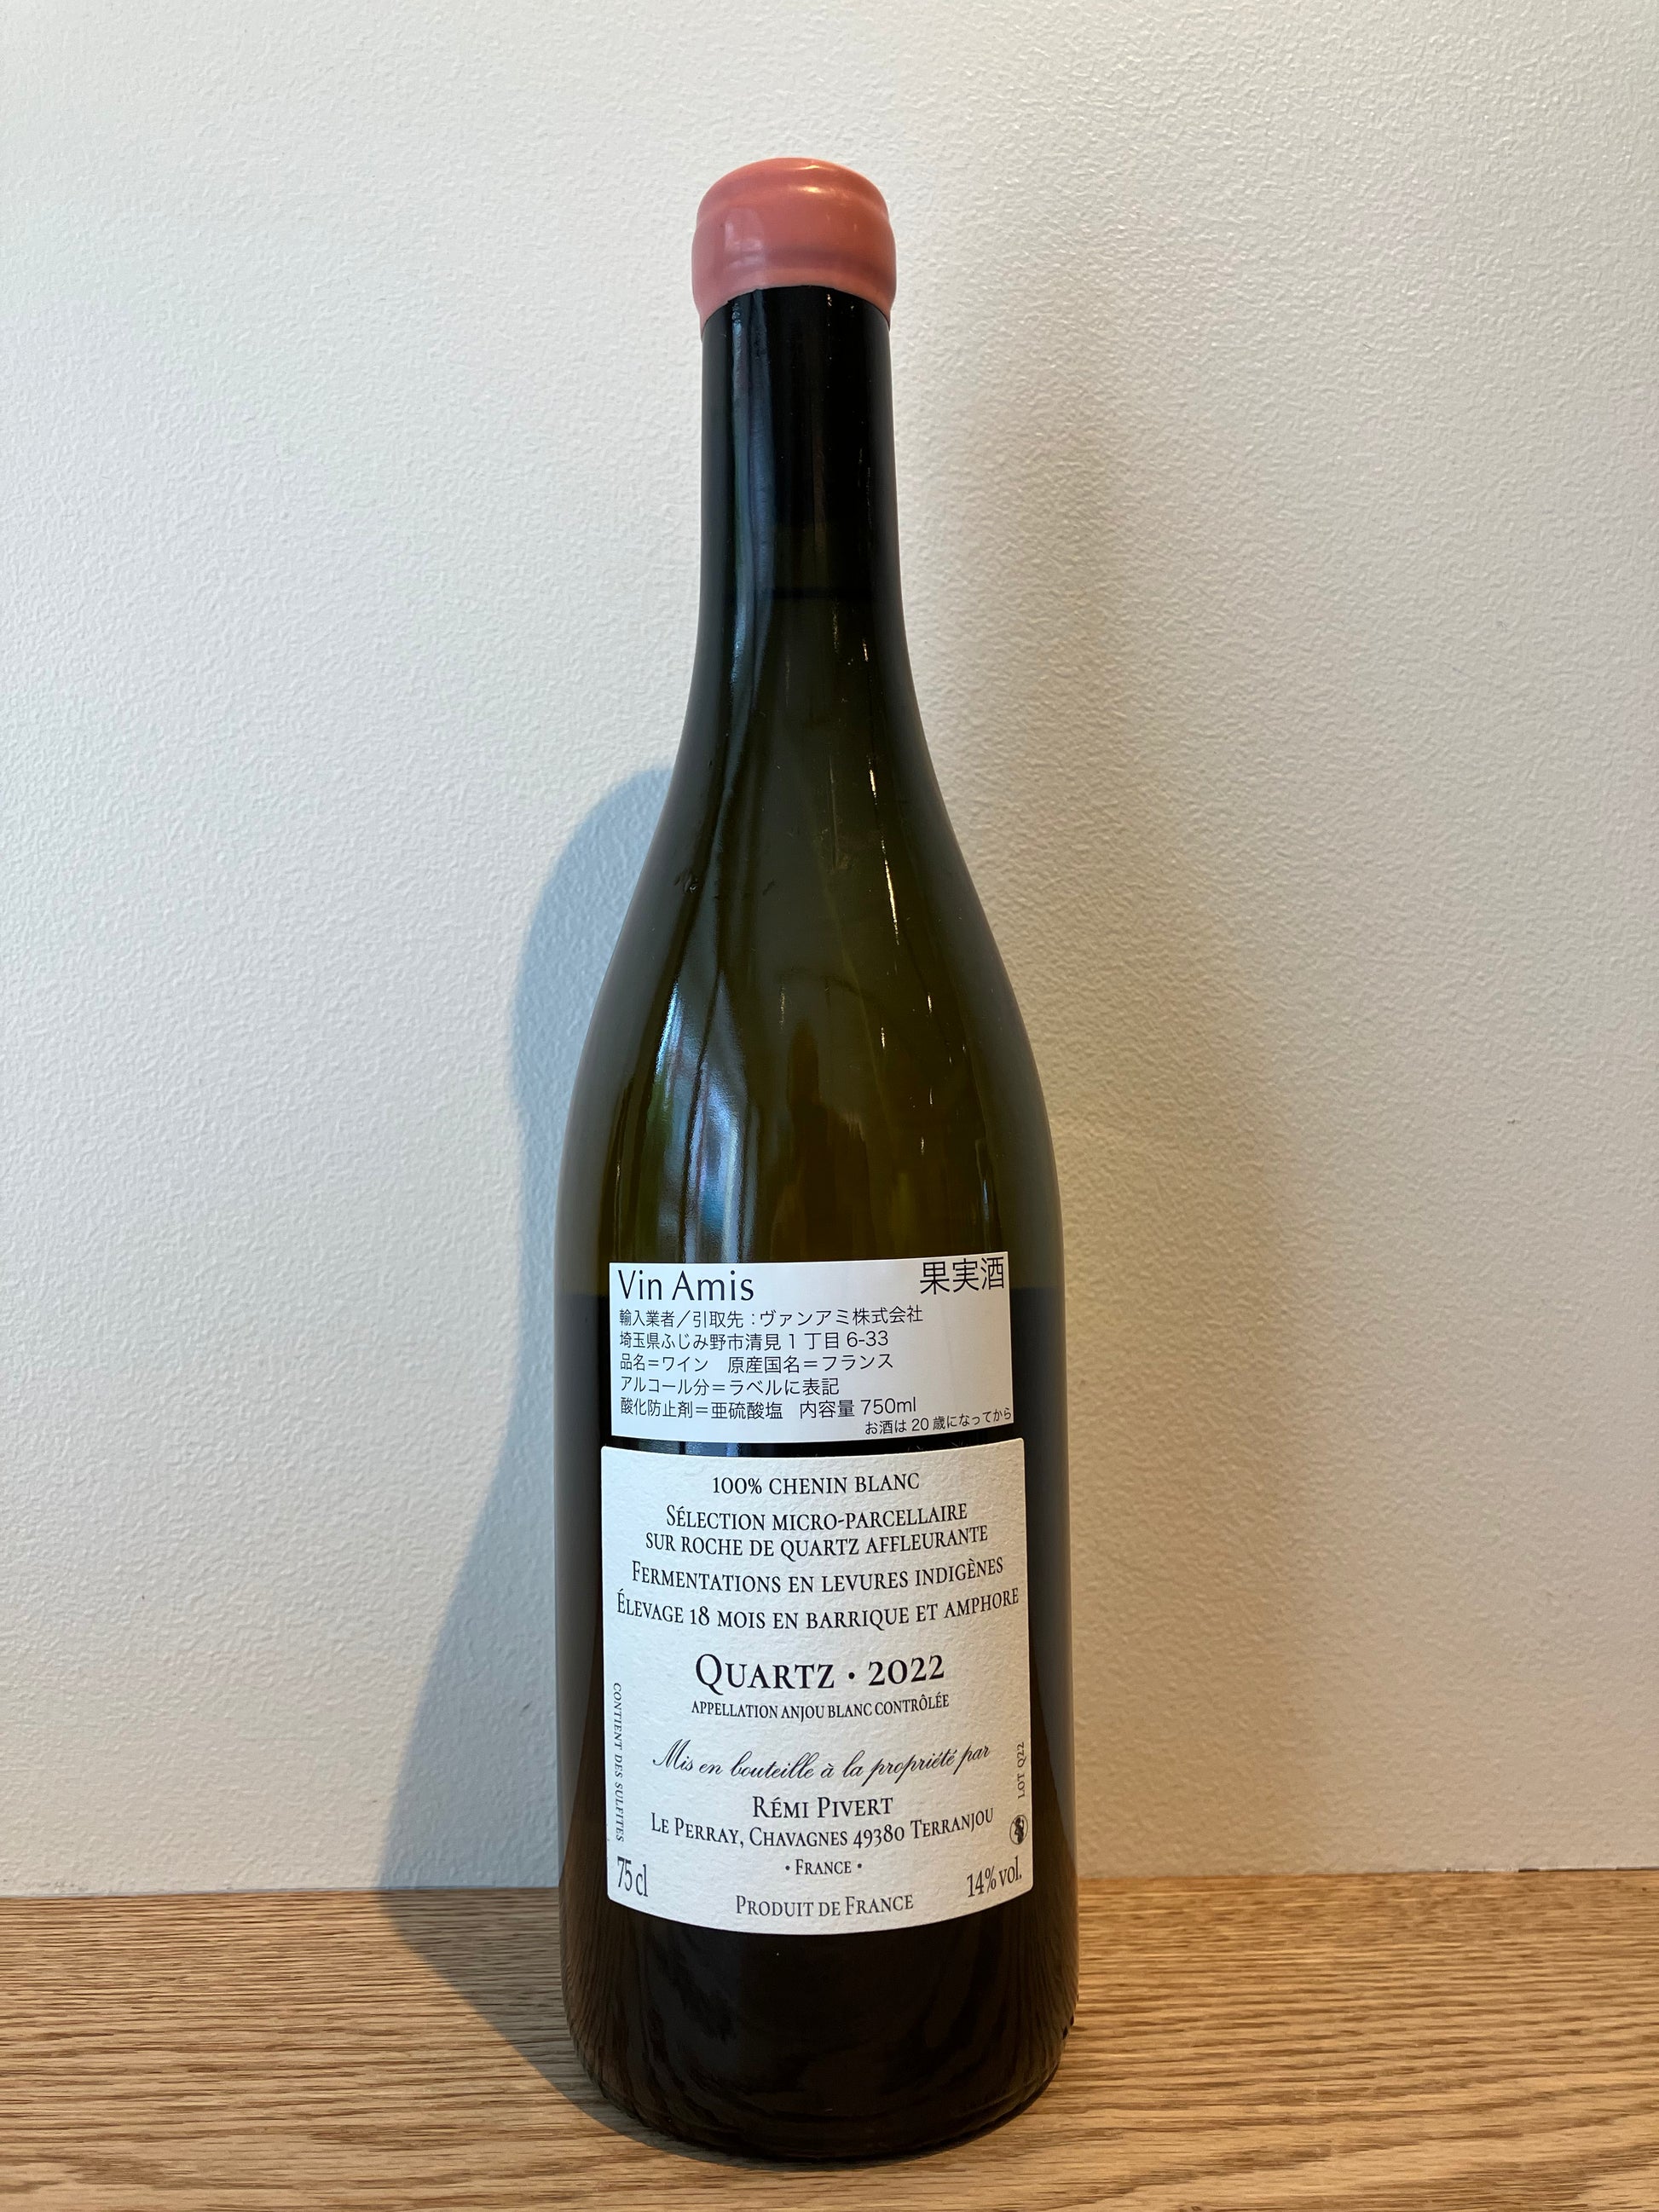 Vin Amis 果実酒
輸入業者／引取先：ヴァンアミ株式会社
埼玉県ふじみ野市清見1丁目6-33
品名＝ワイン 原産国名＝フランス
アルコール分＝ラベルに表記
酸化防止剤＝亜硫酸塩 内容量 750ml
お酒は20歳になってから
100% CHENIN BLANC
SÉLECTION MICRO-PARCELLAIRE
SUR ROCHE DE QUARTZ AFFLEURANTE
FERMENTATIONS EN LEVURES INDIGÈNES
ÉLEVAGE 18 MOIS EN BARRIQUE ET AMPHORE
QUARTZ · 2022
APPELLATION ANJOU BLANC CONTRÔLÉE
Mis en bouteille à la propriété par
RÉMI PIVERT
LE PERRAY, CHAVAGNES 49380 TERRANJOU
• FRANCE •
PRODUIT DE FRANCE
75 cl
14% vol.
CONTIENT DES SULFITES
LOT Q22